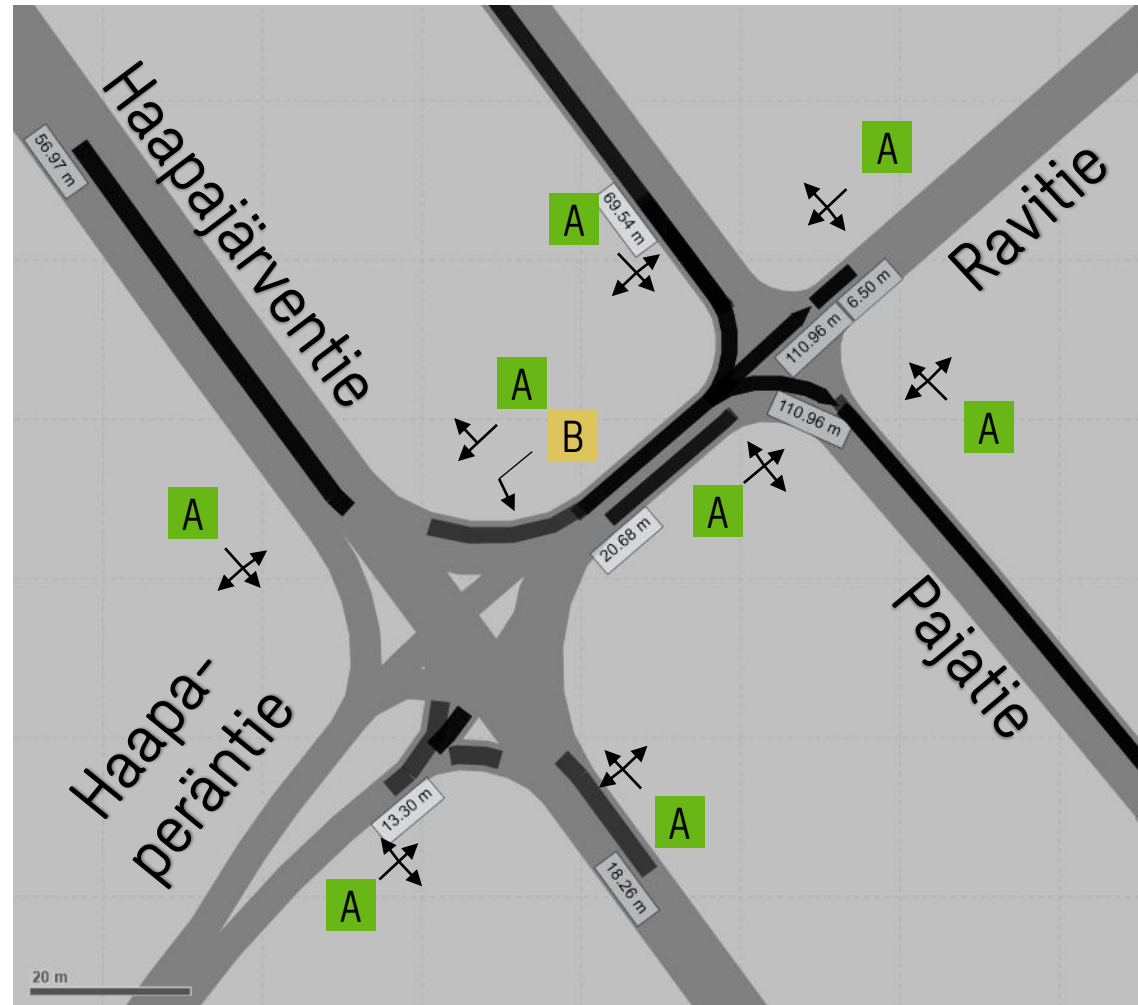 Haapajärventie
56.97 m
A
Ravitie
A
69.54 m
6.50 m
110.96 m
A
B
A
110.96 m
A
A
20.68 m
Haapa-
peräntie
Pajatie
13.30 m
A
18.26 m
A
20 m